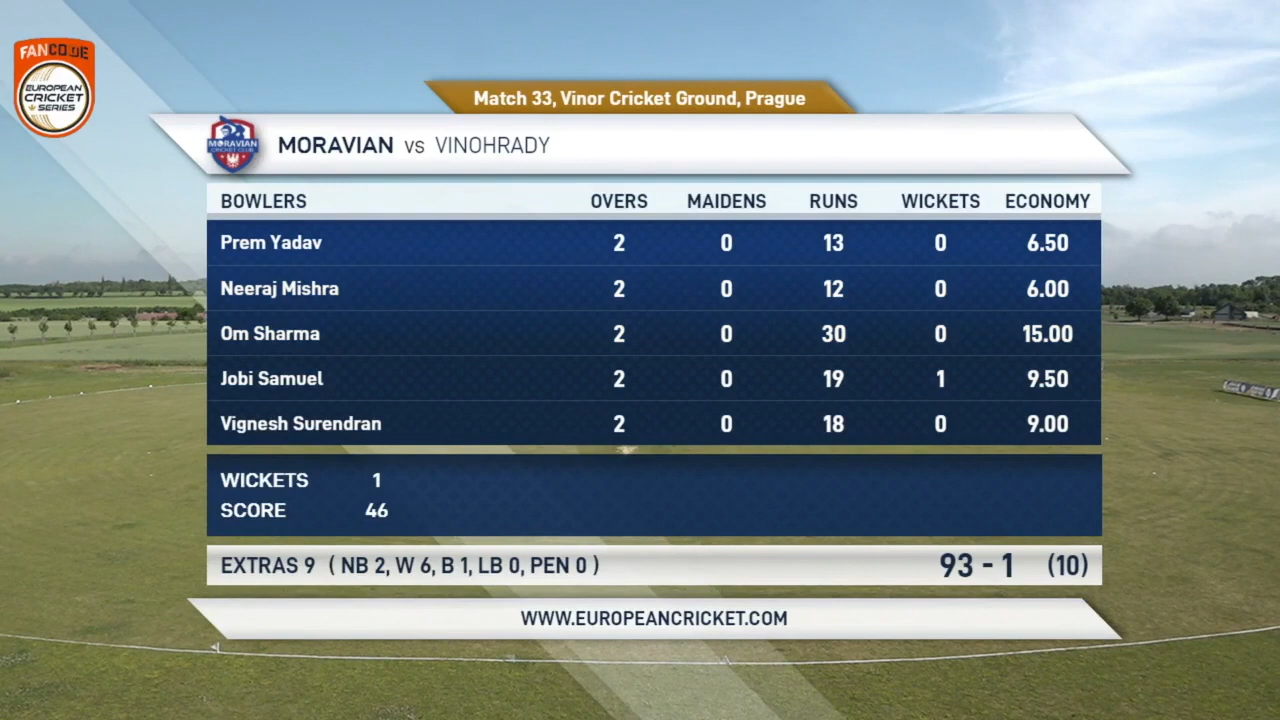 FANCODE
EUROPEAN
CRICKET
SERIES
Match 33, Vinor Cricket Ground, Prague
MORAVIAN
CRICKET CLUB
MORAVIAN vs VINOHRADY
BOWLERS OVERS MAIDENS RUNS WICKETS ECONOMY
Prem Yadav 2 0 13 0 6.50
Neeraj Mishra 2 0 12 0 6.00
Om Sharma 2 0 30 0 15.00
Jobi Samuel 2 0 19 1 9.50
Vignesh Surendran 2 0 18 0 9.00
WICKETS 1
SCORE 46
EXTRAS 9 ( NB 2, W 6, B 1, LB 0, PEN 0 ) 93 - 1 (10)
WWW.EUROPEANCRICKET.COM